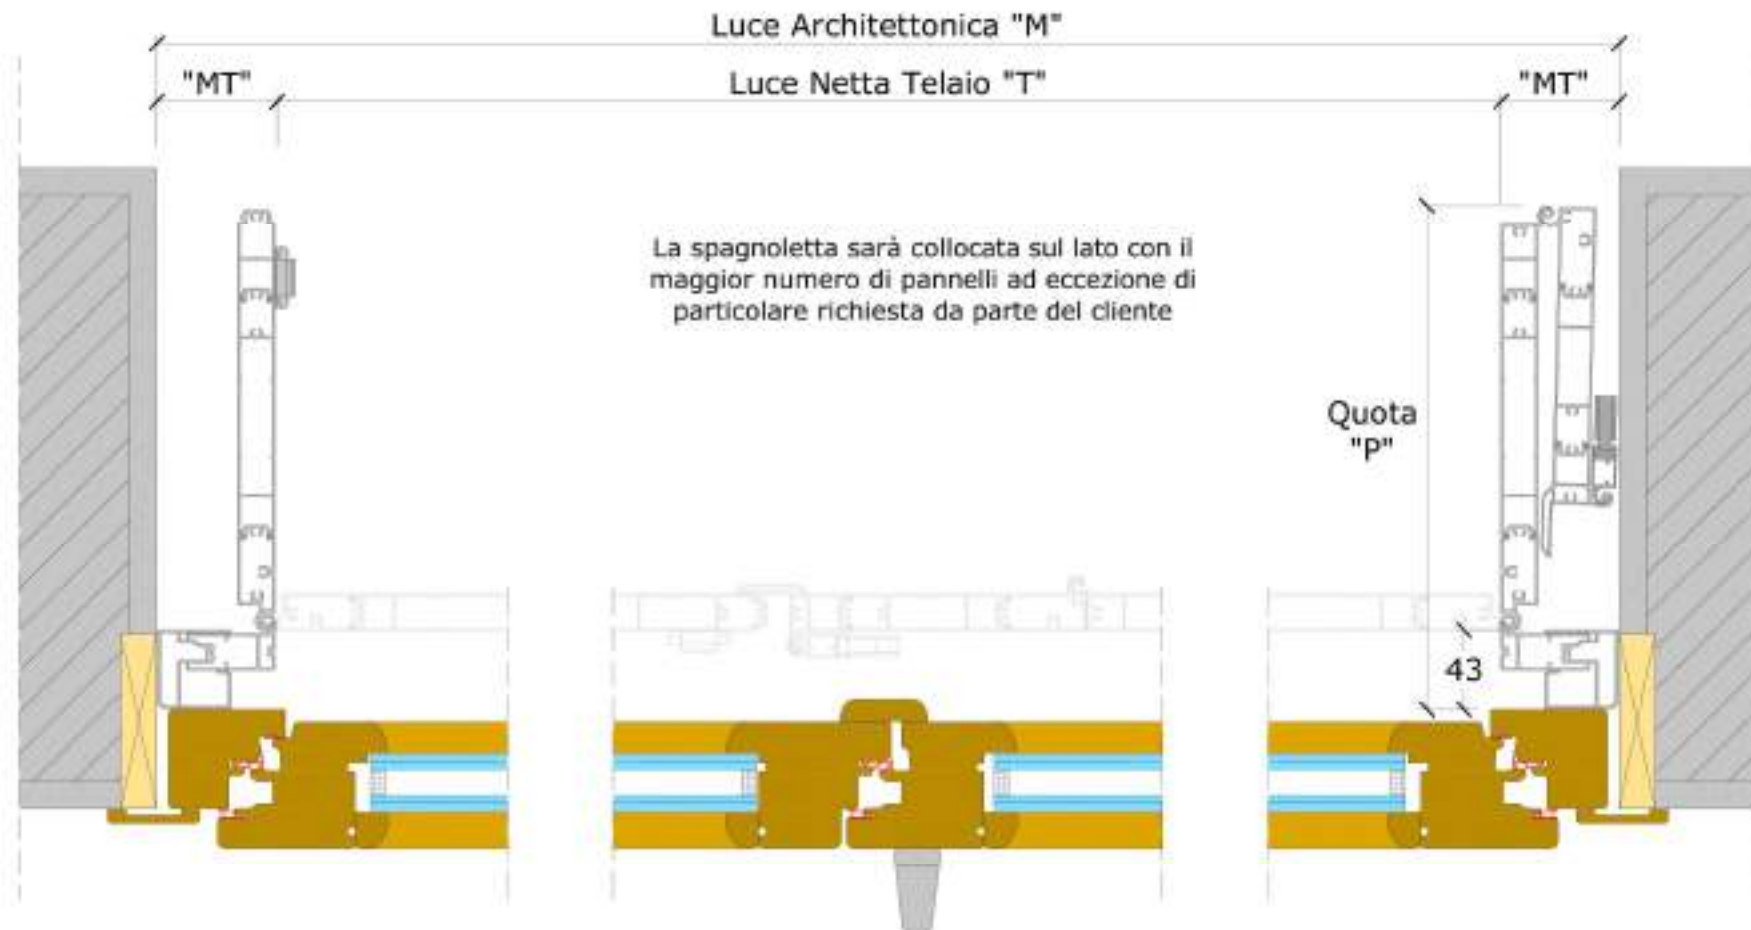 Luce Architettonica "M"
"MT"
Luce Netta Telaio "T"
"MT"
La spagnoletta sarà collocata sul lato con il
maggior numero di pannelli ad eccezione di
particolare richiesta da parte del cliente
Quota
"P"
43